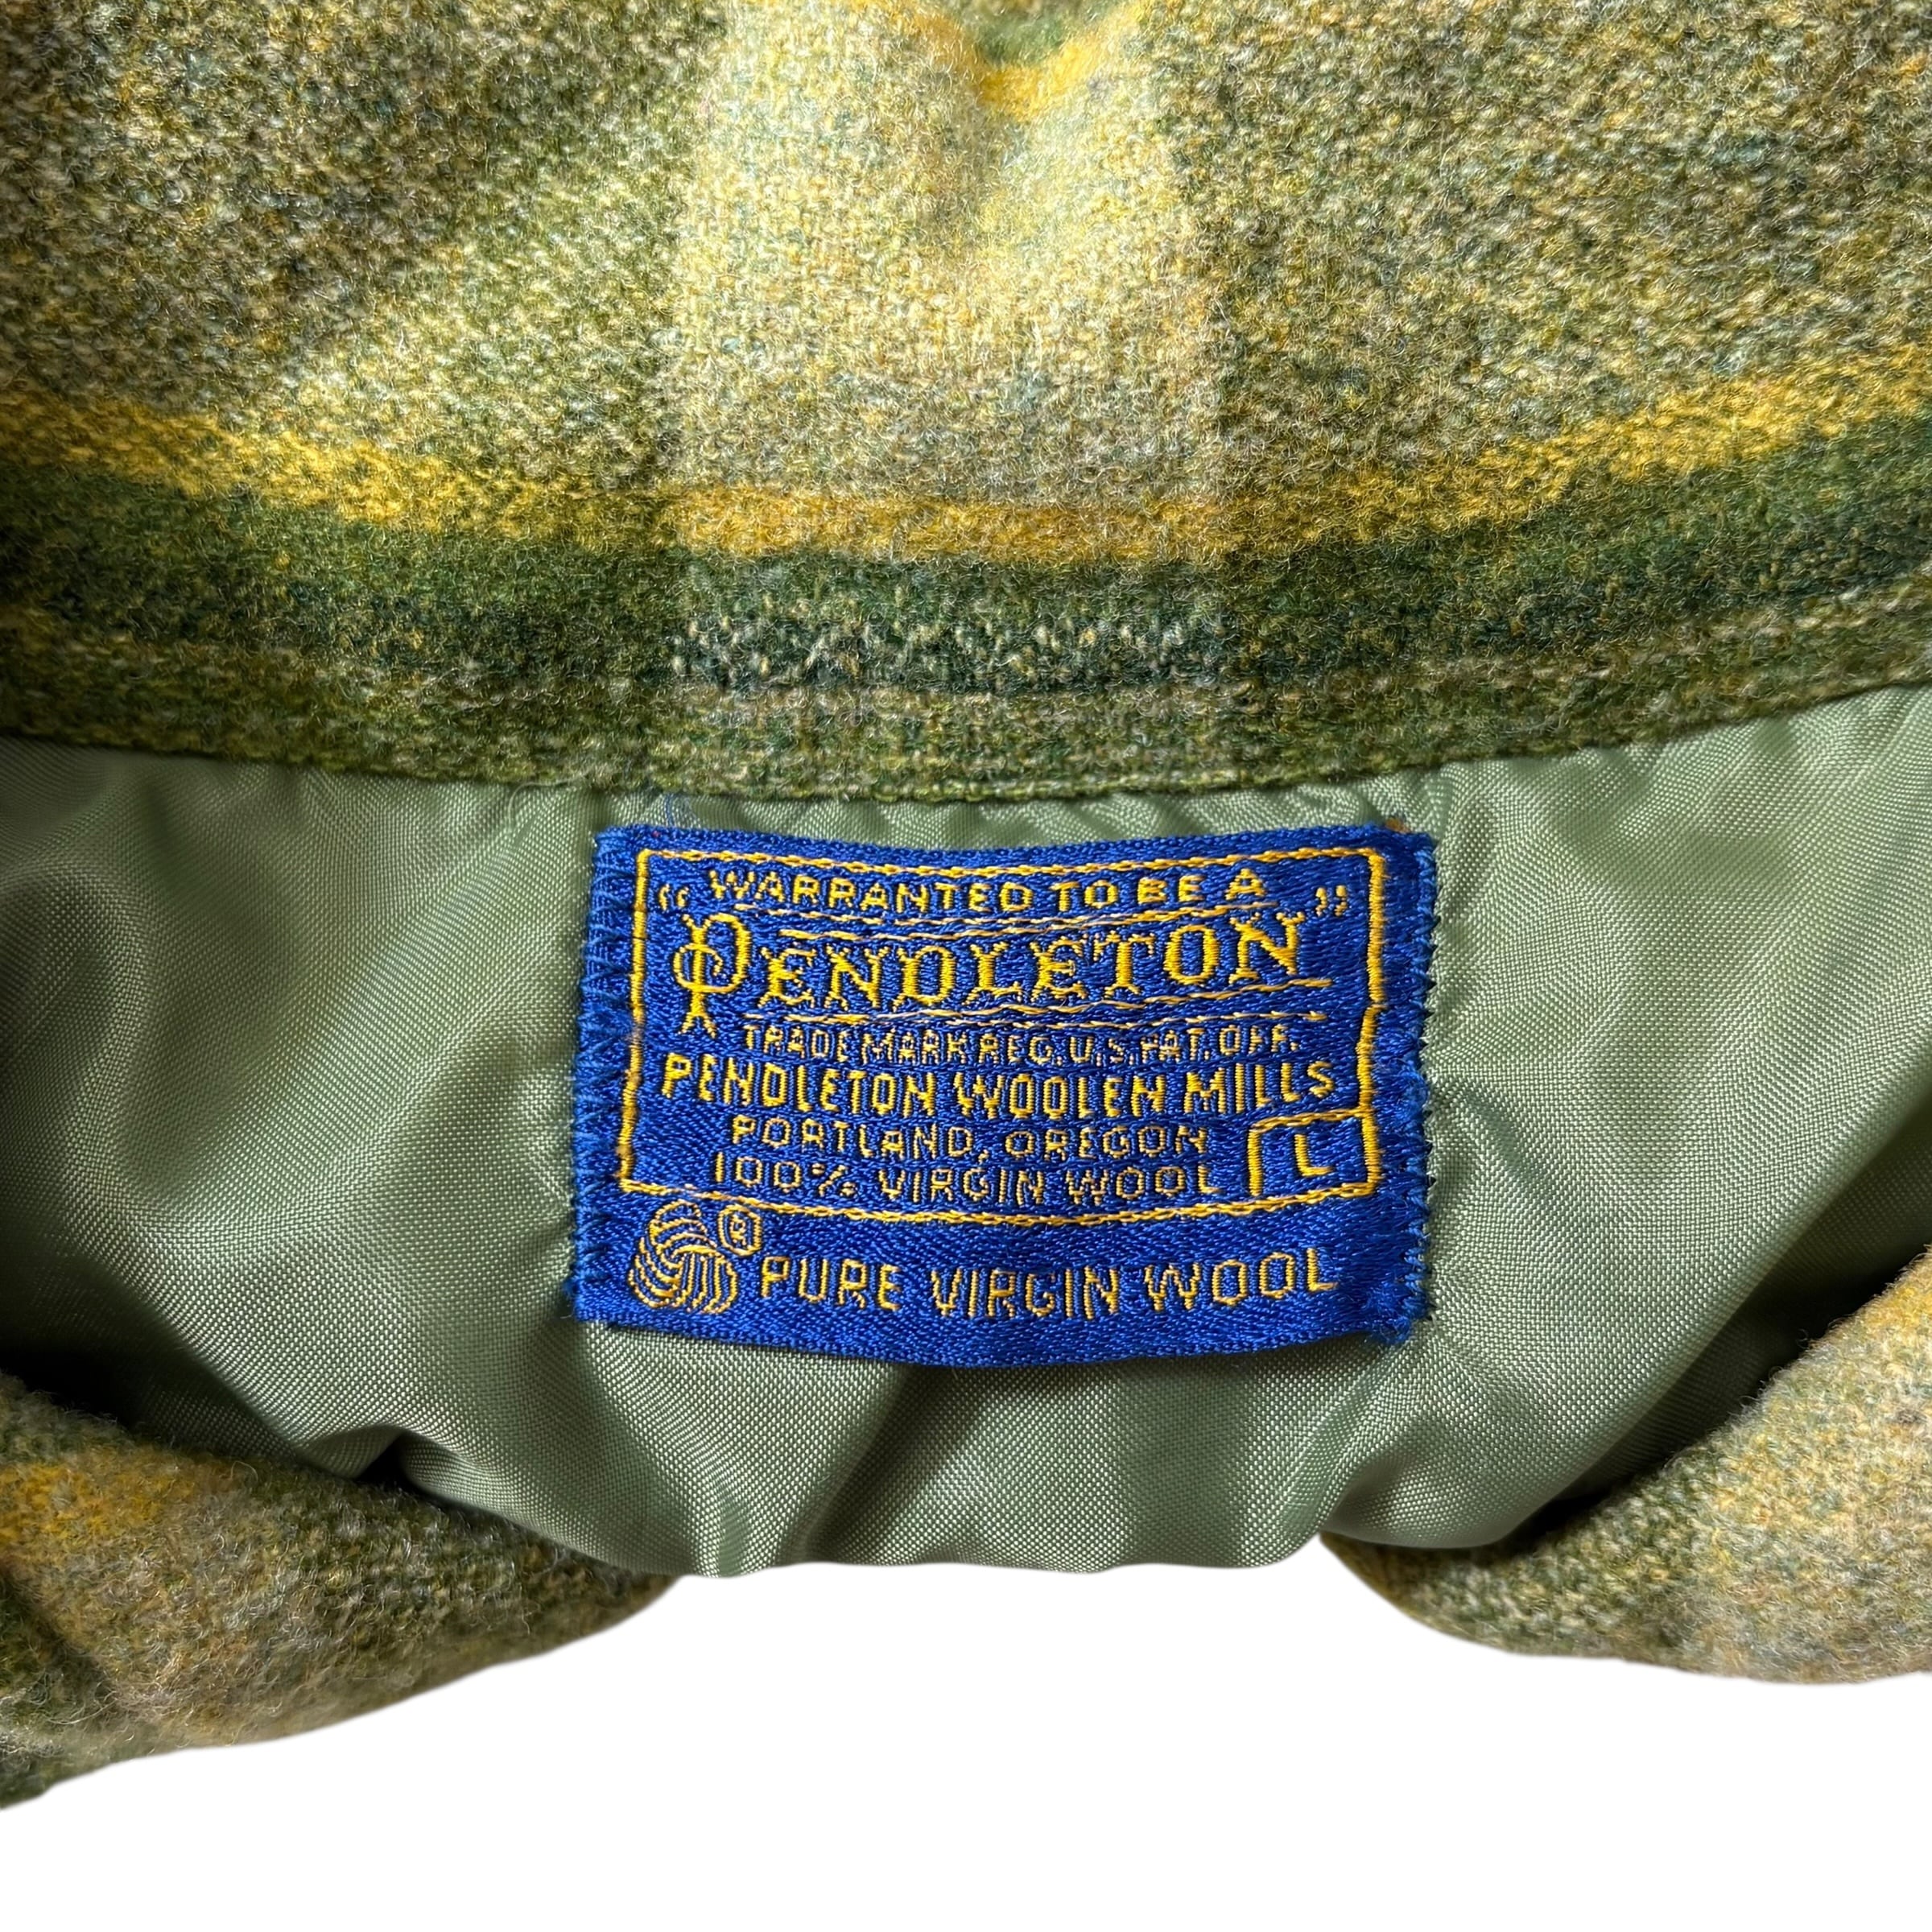 "WARRANTED TO BE A
PENDLETON"
TRADE MARK REG. U.S. PAT. OFF.
PENDLETON WOOLEN MILLS
PORTLAND, OREGON
100% VIRGIN WOOL L
® PURE VIRGIN WOOL